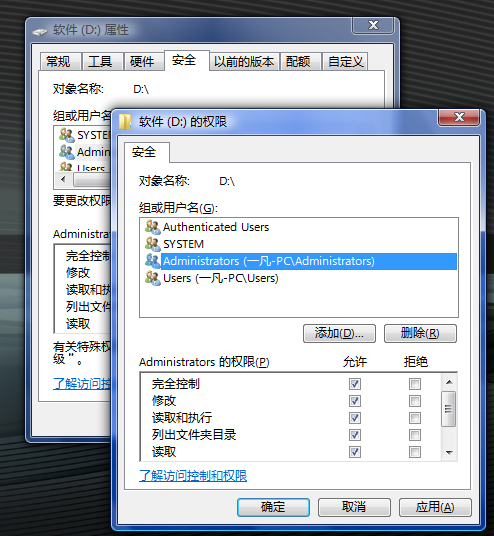 软件 (D:) 属性
常规 工具 硬件 安全 以前的版本 配额 自定义
对象名称: D:\
组或用户名
SYSTE
Admin
Users
要更改权限
Administra
完全控制
修改
读取和执
列出文件
读取
有关特殊权
级"。
了解访问控
软件 (D:) 的权限
安全
对象名称: D:\
组或用户名(G):
Authenticated Users
SYSTEM
Administrators (一凡-PC\Administrators)
Users (一凡-PC\Users)
添加(D)... 删除(R)
Administrators 的权限(P) 允许 拒绝
完全控制
修改
读取和执行
列出文件夹目录
读取
了解访问控制和权限
确定 取消 应用(A)